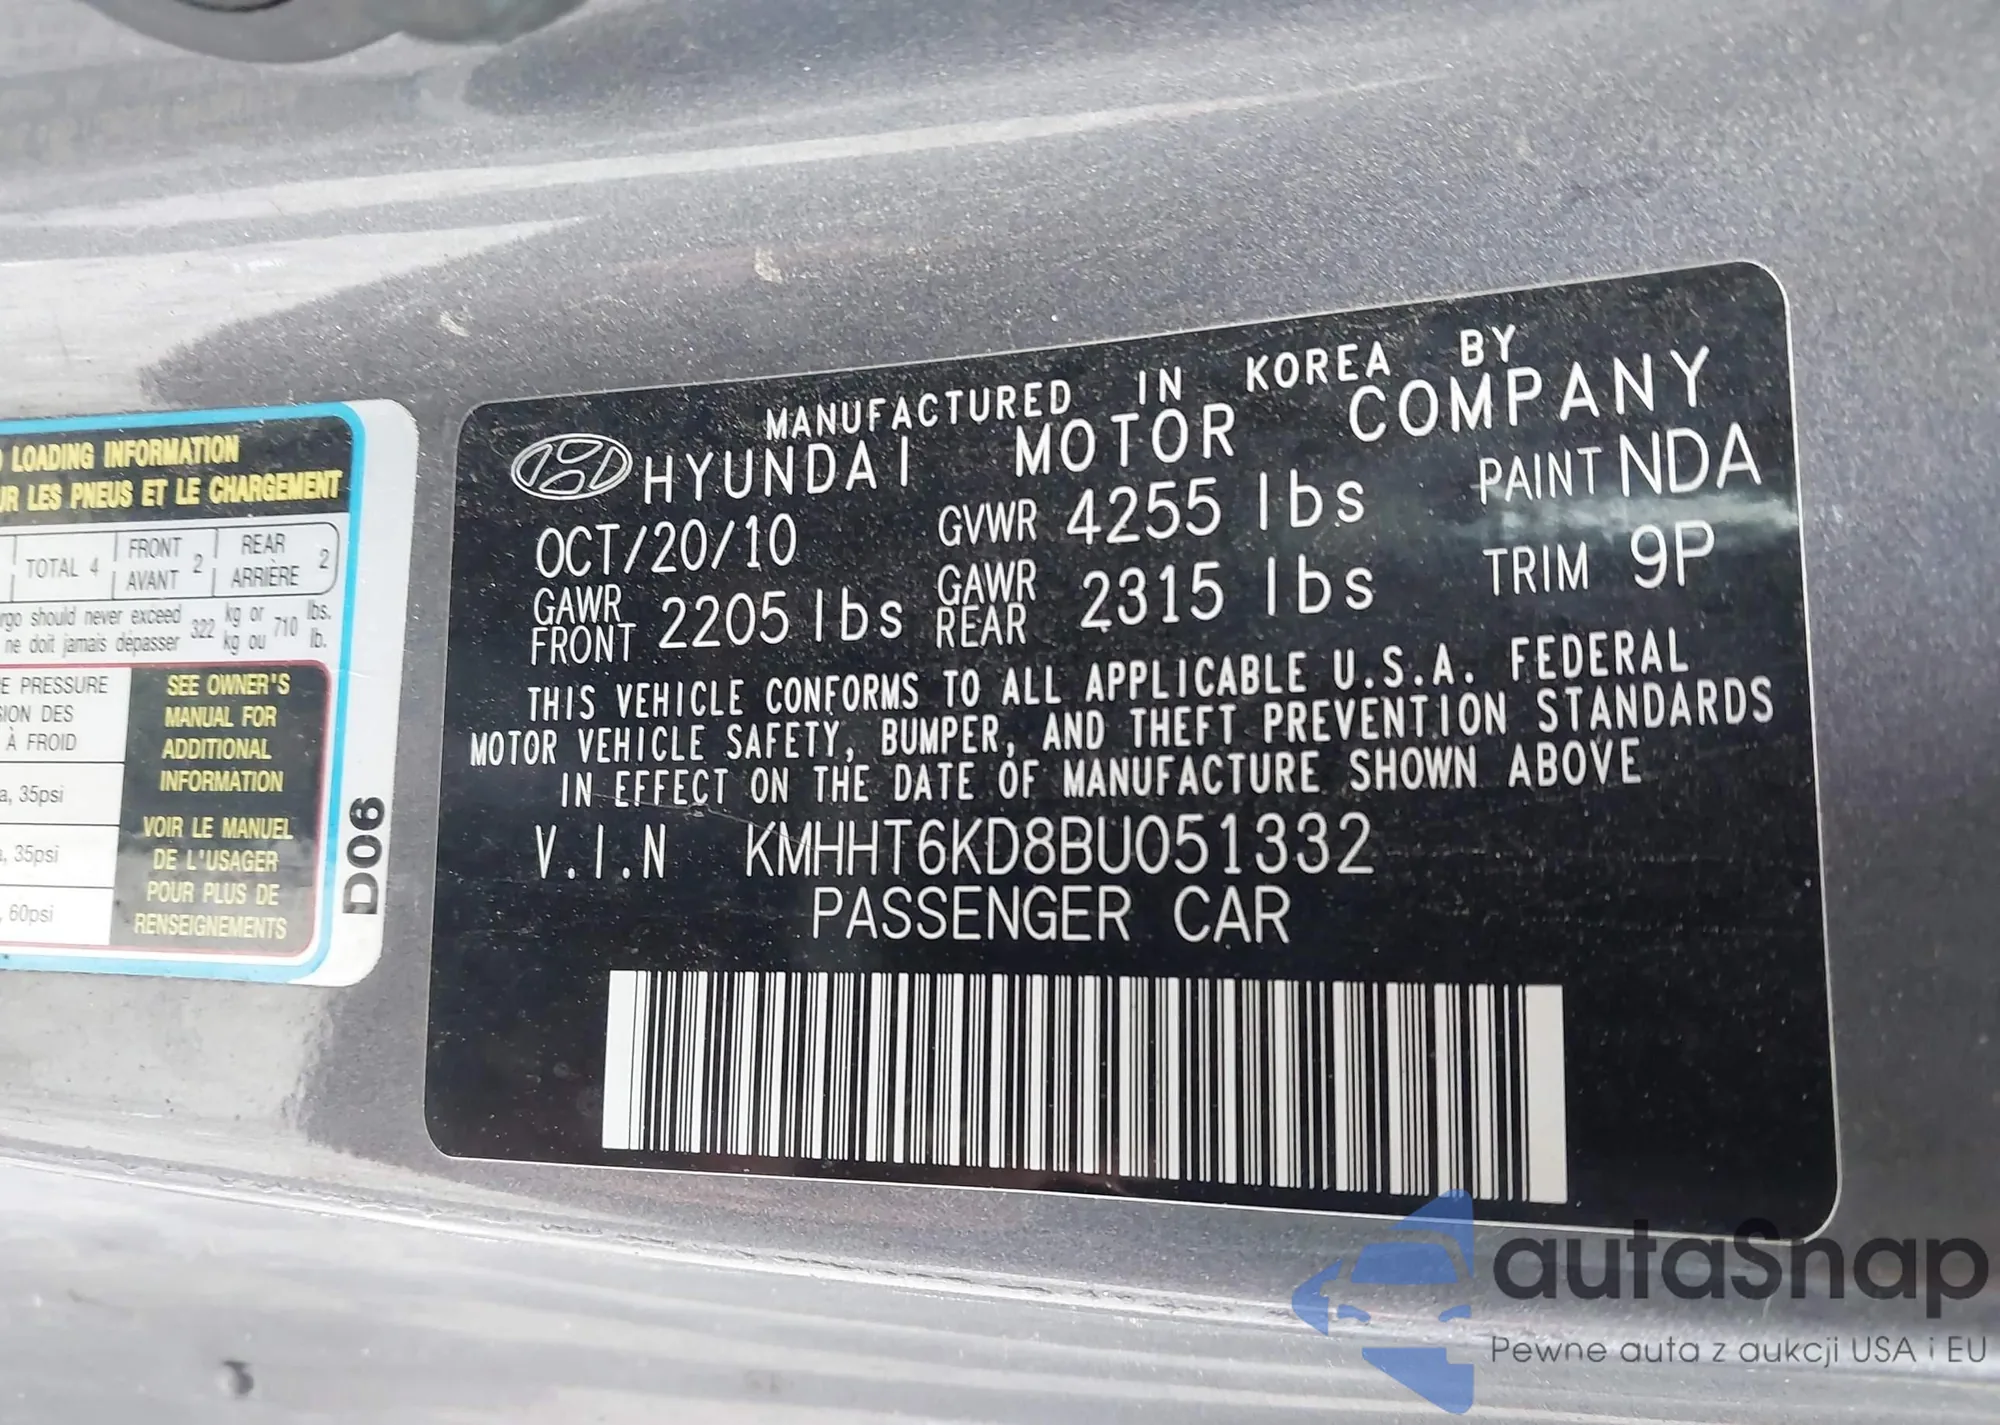 MANUFACTURED IN KOREA BY
HYUNDAI MOTOR COMPANY
OCT/20/10 GVWR 4255 lbs PAINT NDA
GAWR FRONT 2205 lbs GAWR REAR 2315 lbs TRIM 9P
THIS VEHICLE CONFORMS TO ALL APPLICABLE U.S.A. FEDERAL
MOTOR VEHICLE SAFETY, BUMPER, AND THEFT PREVENTION STANDARDS
IN EFFECT ON THE DATE OF MANUFACTURE SHOWN ABOVE
V.I.N KMHHT6KD8BU051332
PASSENGER CAR
LOADING INFORMATION
LES PNEUS ET LE CHARGEMENT
TOTAL 4 FRONT AVANT 2 REAR ARRIÈRE 2
should never exceed 322 kg or 710 lbs.
ne doit jamais dépasser kg ou lb.
PRESSURE
DES
À FROID
35psi
35psi
60psi
SEE OWNER'S
MANUAL FOR
ADDITIONAL
INFORMATION
VOIR LE MANUEL
DE L'USAGER
POUR PLUS DE
RENSEIGNEMENTS
D06
autaSnap
Pewne auta z aukcji USA i EU